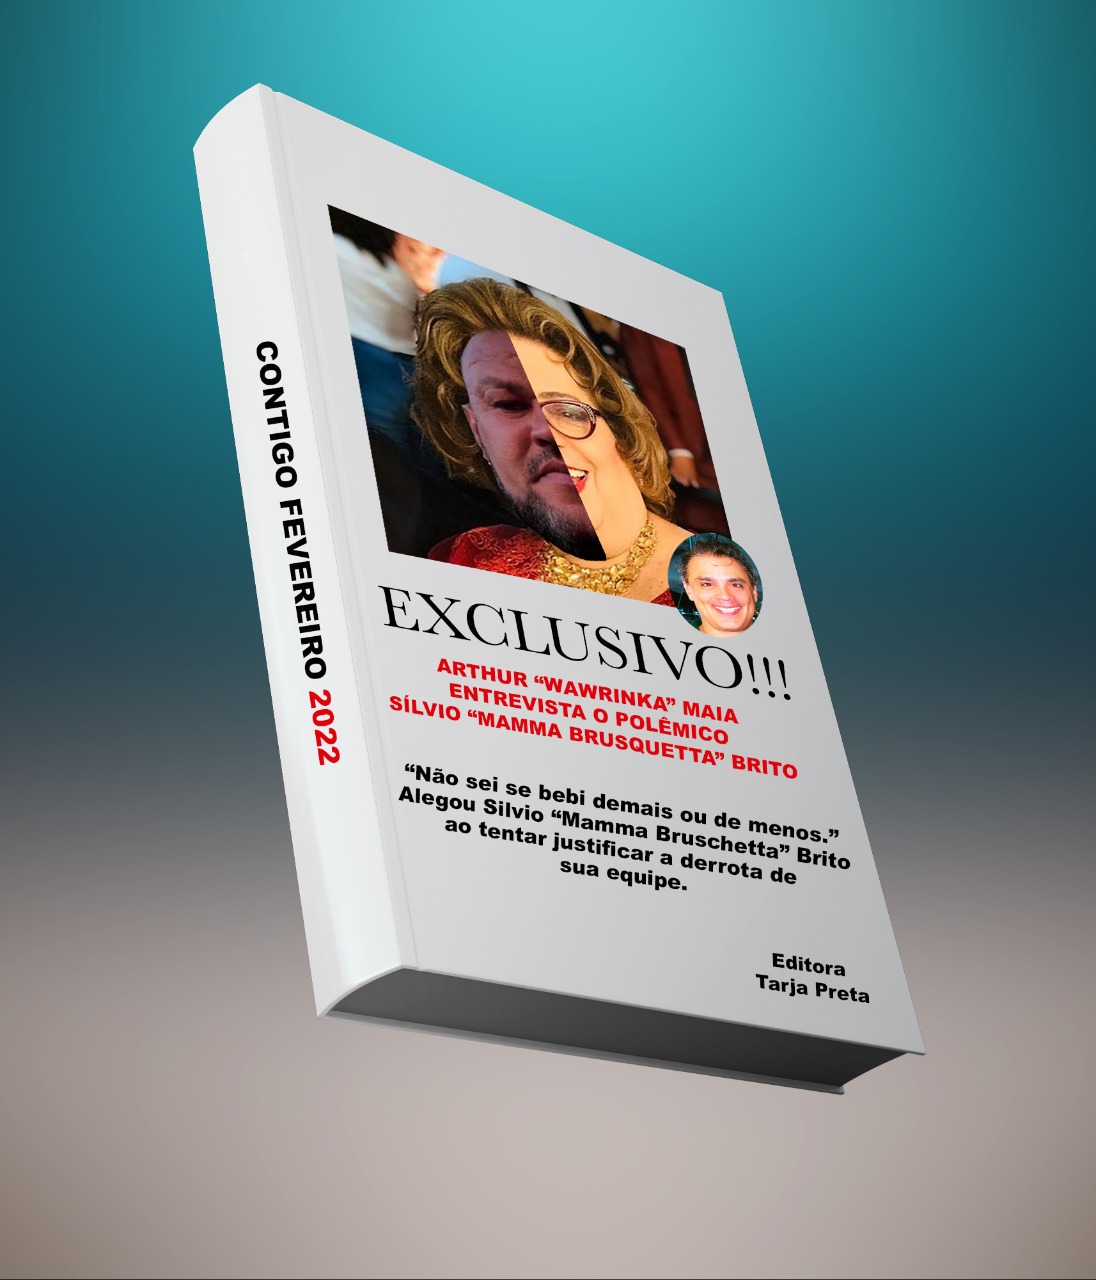 CONTIGO FEVEREIRO 2022
EXCLUSIVO!!!
ARTHUR “WAWRINKA” MAIA
ENTREVISTA O POLÊMICO
SÍLVIO “MAMMA BRUSQUETTA” BRITO
“Não sei se bebi demais ou de menos.”
Alegou Silvio “Mamma Bruschetta” Brito
ao tentar justificar a derrota de
sua equipe.
Editora
Tarja Preta